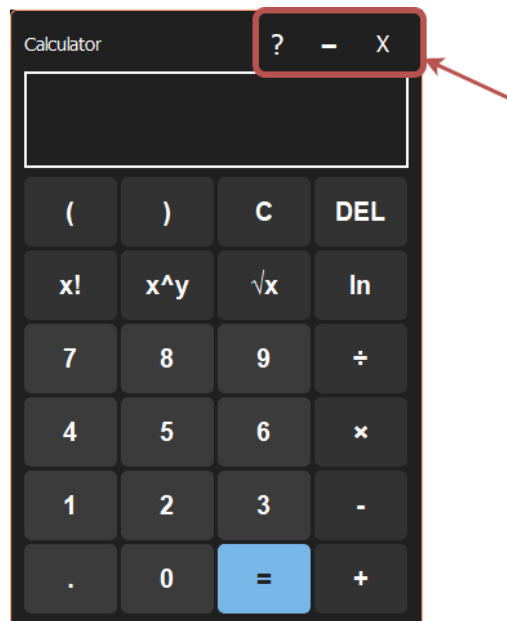 Calculator ? – X
( ) C DEL
x! x^y √x ln
7 8 9 ÷
4 5 6 ×
1 2 3 -
. 0 = +